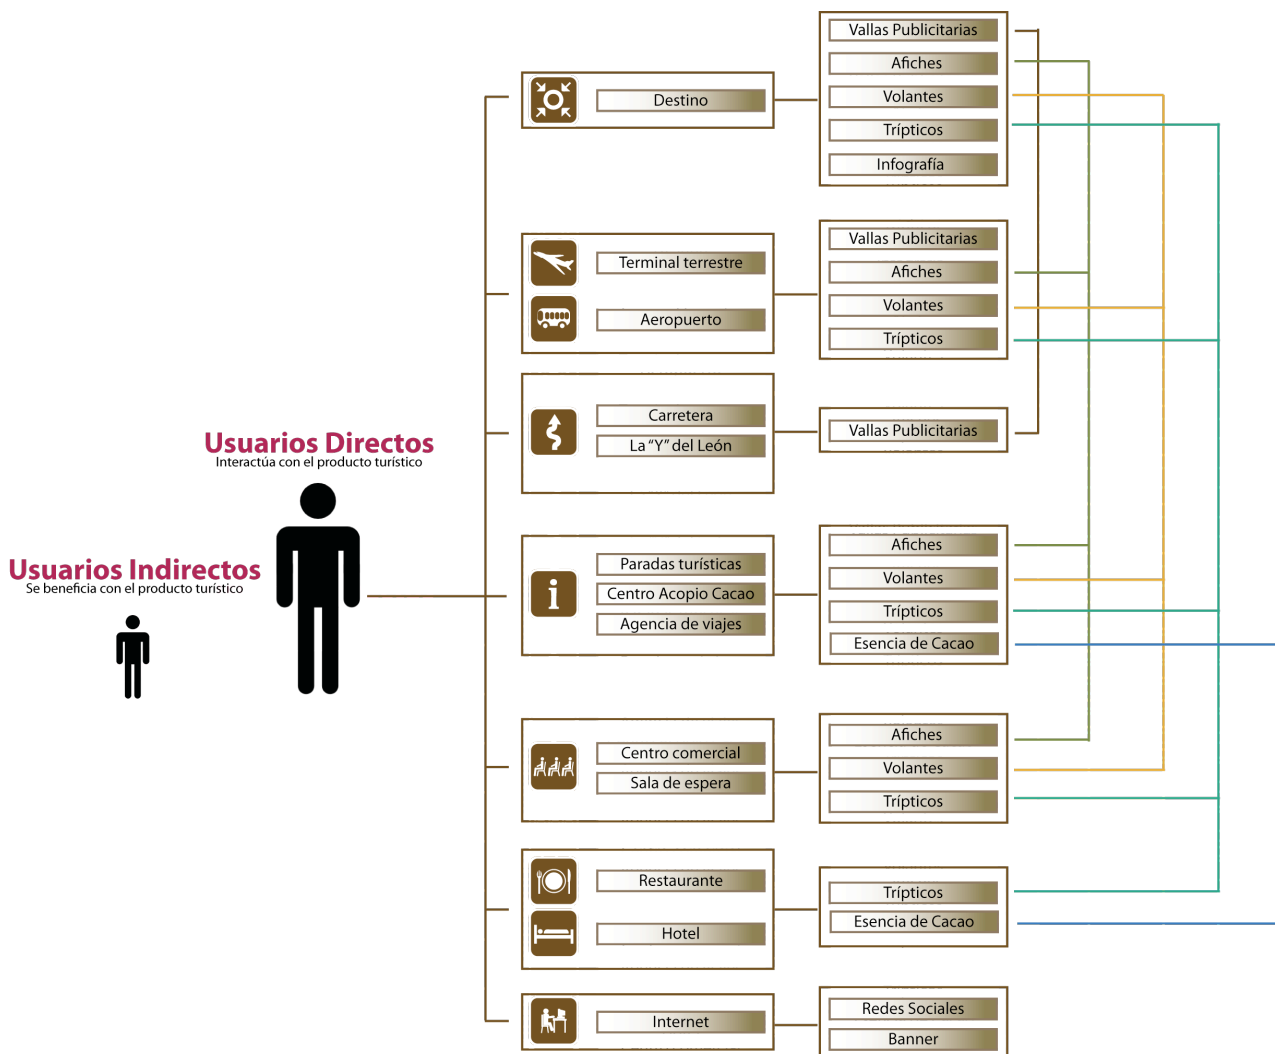 Usuarios Directos
Interactúa con el producto turístico
Usuarios Indirectos
Se beneficia con el producto turístico
Destino
Vallas Publicitarias
Afiches
Volantes
Trípticos
Infografía
Terminal terrestre
Aeropuerto
Vallas Publicitarias
Afiches
Volantes
Trípticos
Carretera
La “Y” del León
Vallas Publicitarias
Paradas turísticas
Centro Acopio Cacao
Agencia de viajes
Afiches
Volantes
Trípticos
Esencia de Cacao
Centro comercial
Sala de espera
Afiches
Volantes
Trípticos
Restaurante
Hotel
Trípticos
Esencia de Cacao
Internet
Redes Sociales
Banner